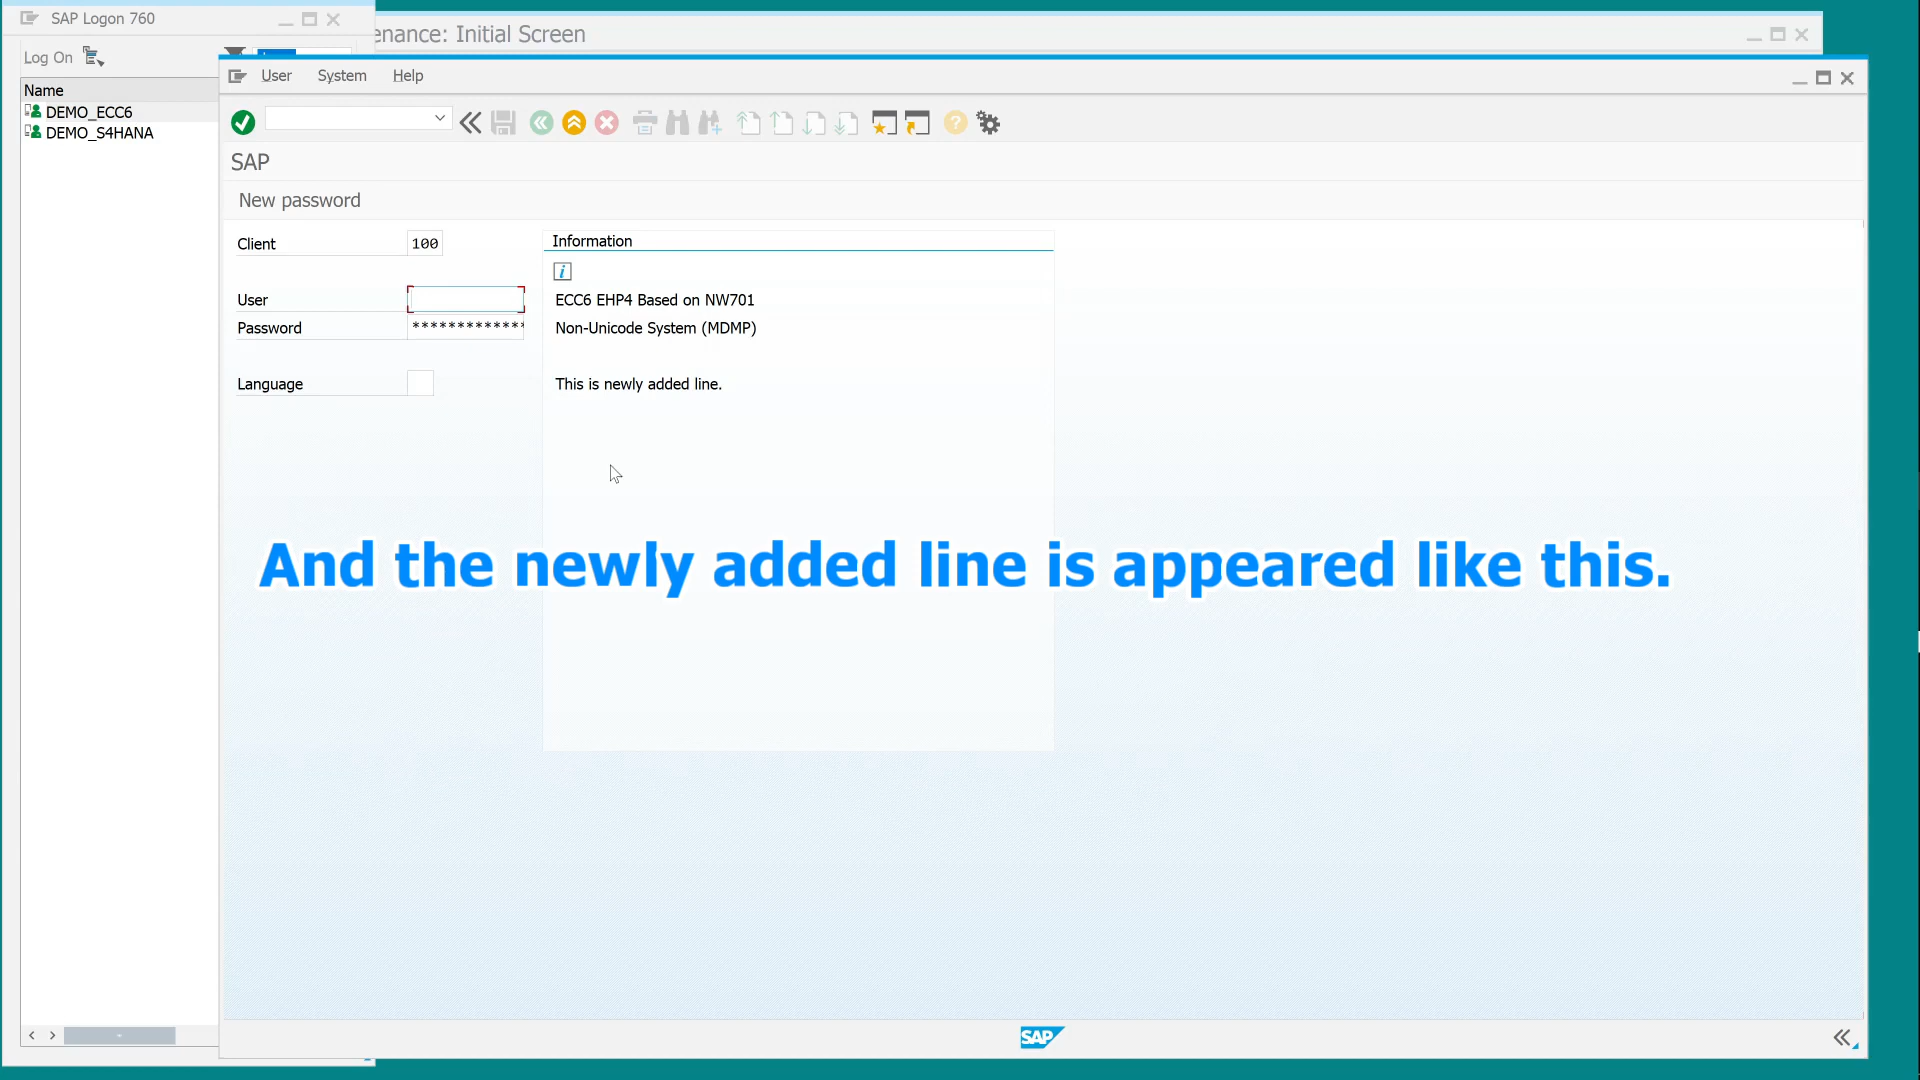 SAP Logon 760
enance: Initial Screen
Log On
User System Help
Name
DEMO_ECC6
DEMO_S4HANA
SAP
New password
Client 100
Information
User
ECC6 EHP4 Based on NW701
Password *************
Non-Unicode System (MDMP)
Language
This is newly added line.
And the newly added line is appeared like this.
SAP